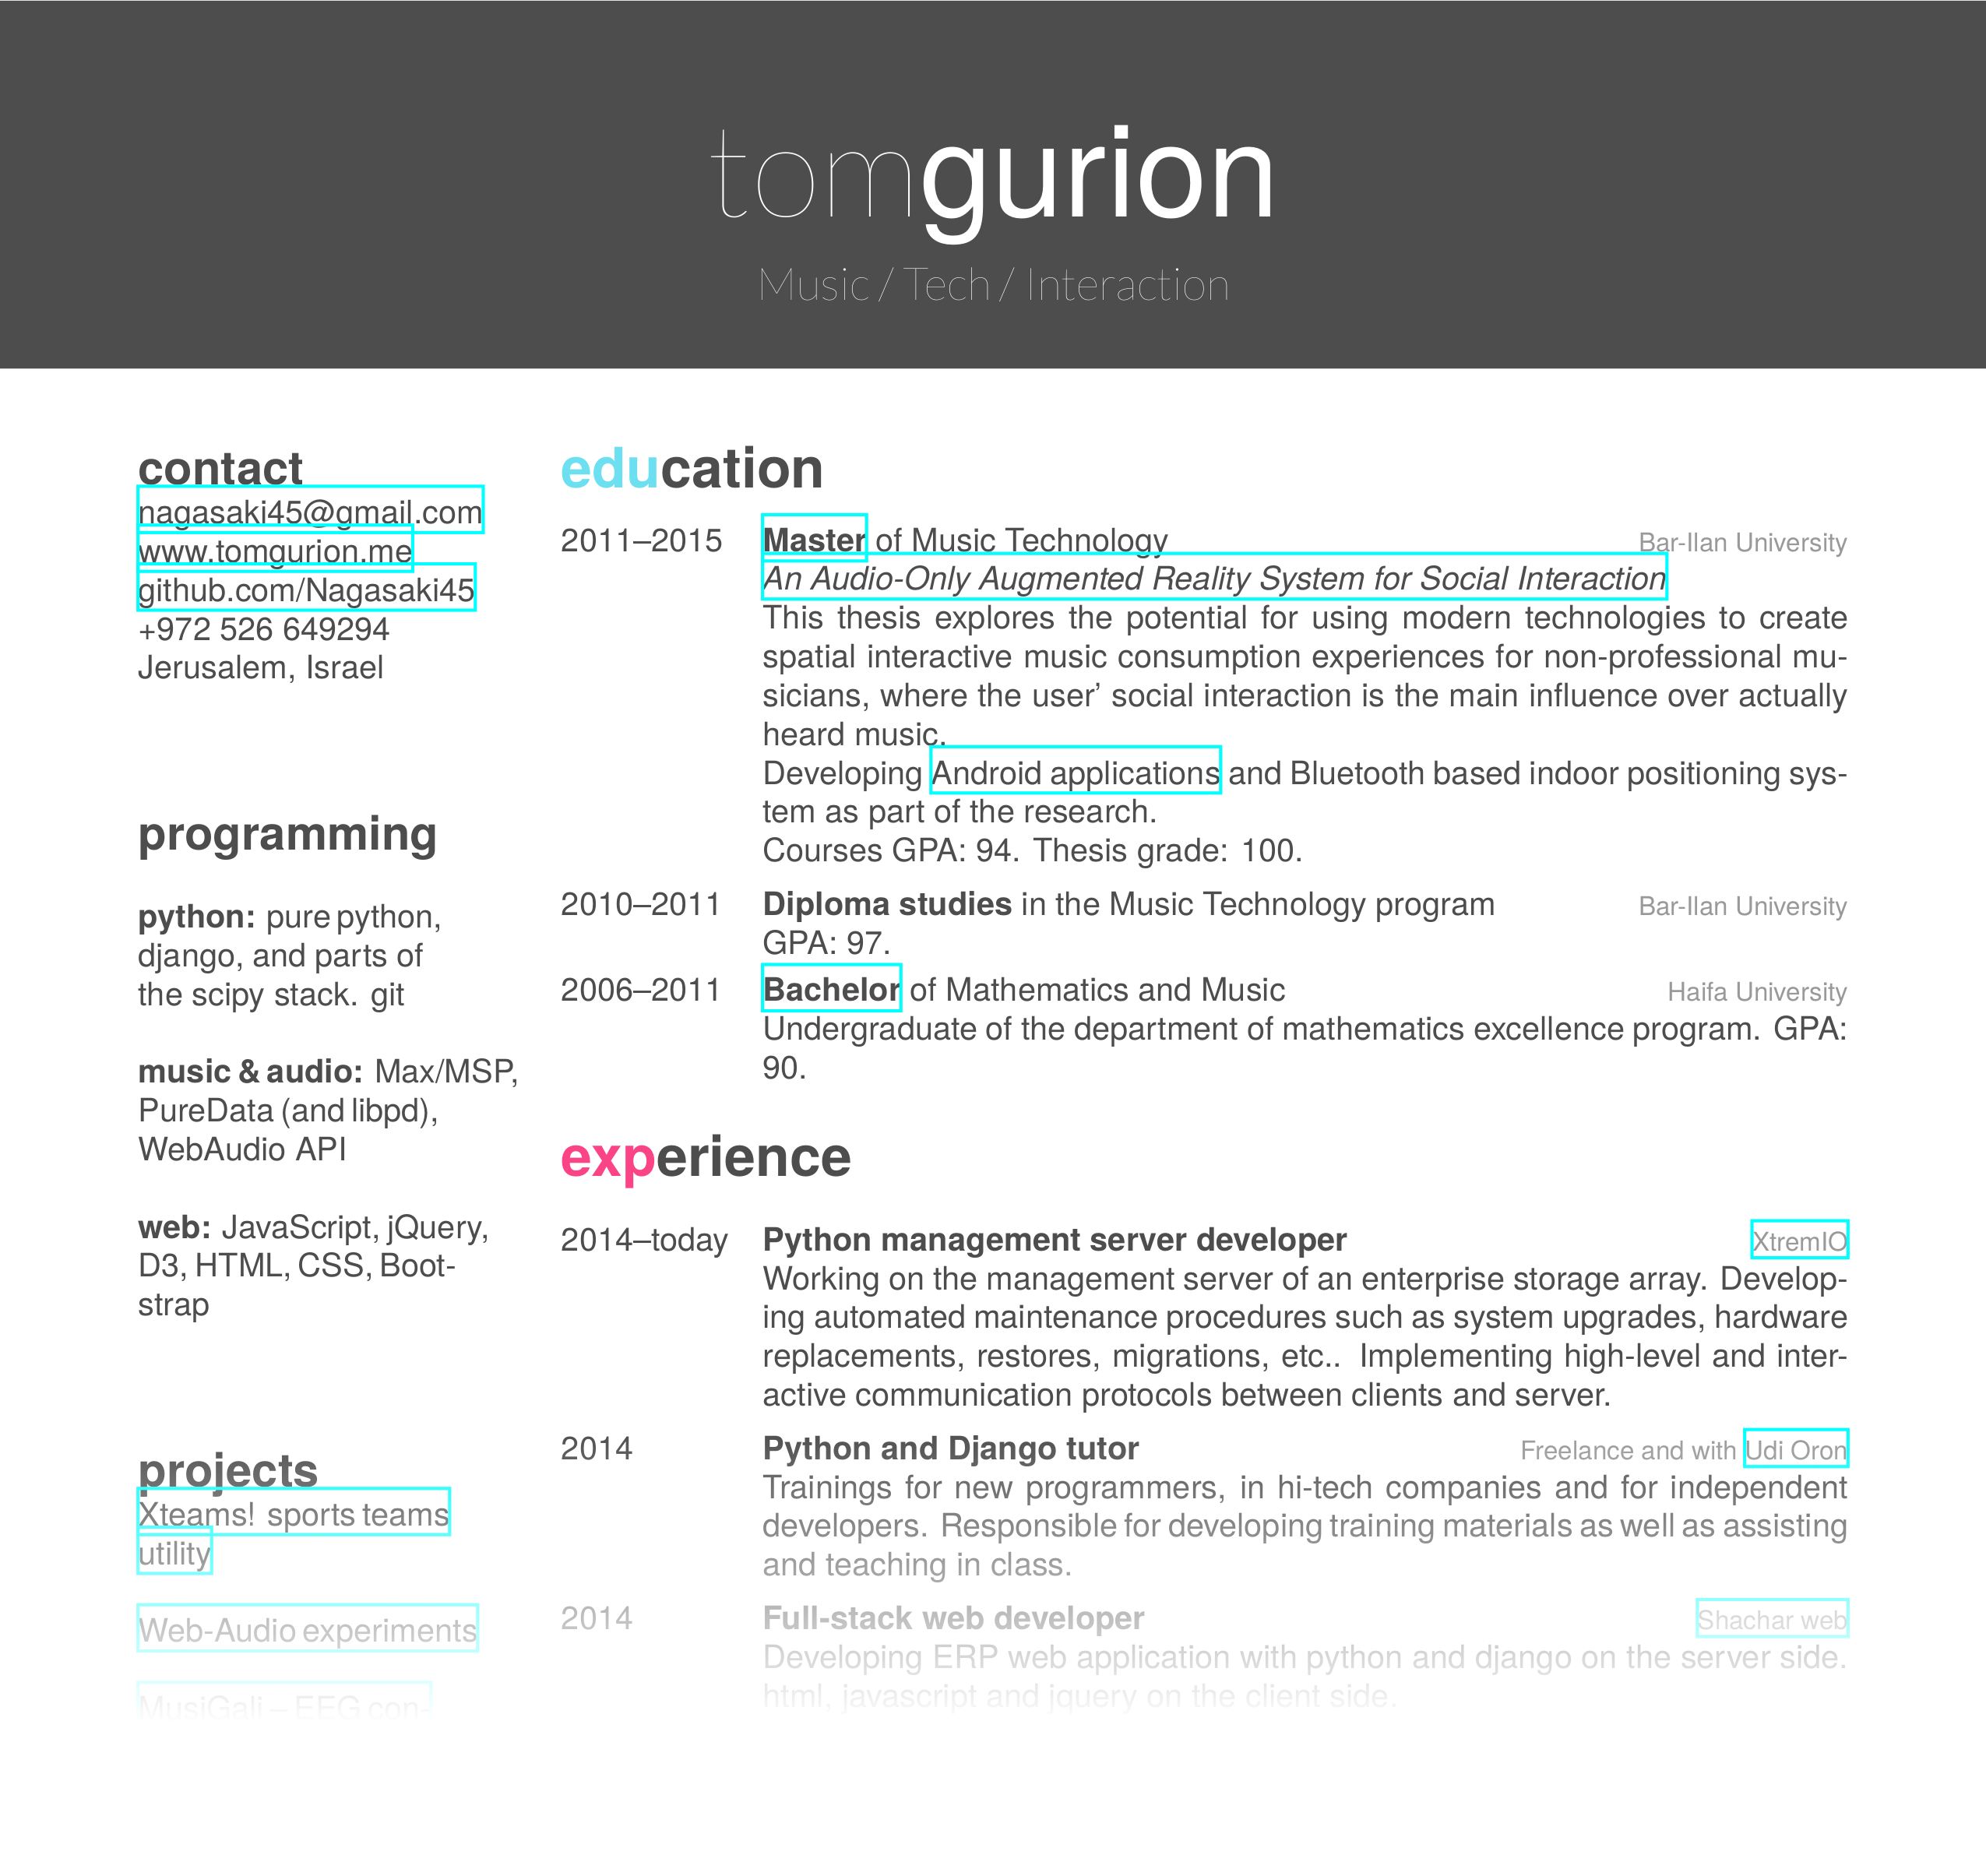 tomgurion
Music / Tech / Interaction
contact
nagasaki45@gmail.com
www.tomgurion.me
github.com/Nagasaki45
+972 526 649294
Jerusalem, Israel
programming
python: pure python,
django, and parts of
the scipy stack. git
music & audio: Max/MSP,
PureData (and libpd),
WebAudio API
web: JavaScript, jQuery,
D3, HTML, CSS, Boot-
strap
projects
Xteams! sports teams
utility
Web-Audio experiments
MusiGali – EEG con-
education
2011–2015 Master of Music Technology Bar-Ilan University
An Audio-Only Augmented Reality System for Social Interaction
This thesis explores the potential for using modern technologies to create
spatial interactive music consumption experiences for non-professional mu-
sicians, where the user' social interaction is the main influence over actually
heard music.
Developing Android applications and Bluetooth based indoor positioning sys-
tem as part of the research.
Courses GPA: 94. Thesis grade: 100.
2010–2011 Diploma studies in the Music Technology program Bar-Ilan University
GPA: 97.
2006–2011 Bachelor of Mathematics and Music Haifa University
Undergraduate of the department of mathematics excellence program. GPA:
90.
experience
2014–today Python management server developer XtremIO
Working on the management server of an enterprise storage array. Develop-
ing automated maintenance procedures such as system upgrades, hardware
replacements, restores, migrations, etc.. Implementing high-level and inter-
active communication protocols between clients and server.
2014 Python and Django tutor Freelance and with Udi Oron
Trainings for new programmers, in hi-tech companies and for independent
developers. Responsible for developing training materials as well as assisting
and teaching in class.
2014 Full-stack web developer Shachar web
Developing ERP web application with python and django on the server side.
html, javascript and jquery on the client side.